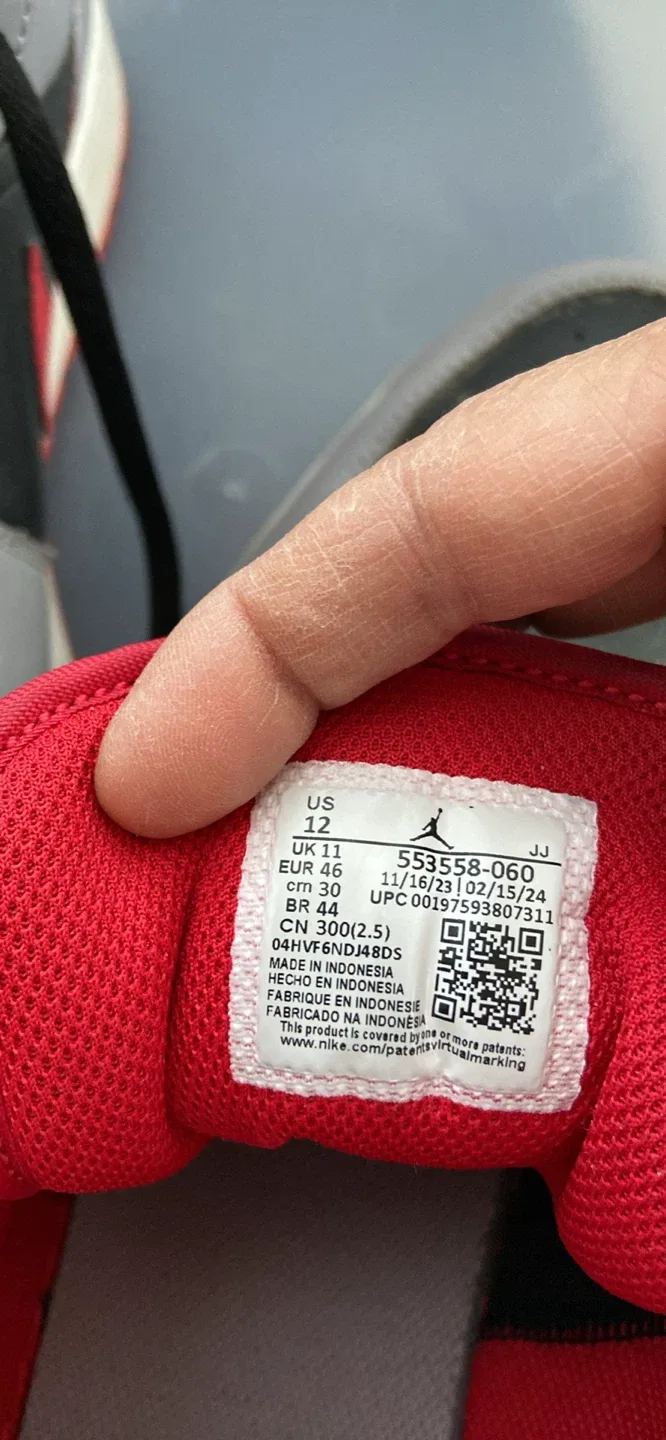 US
12
JJ
UK 11
553558-060
EUR 46
11/16/23|02/15/24
cm 30
UPC 00197593807311
BR 44
CN 300(2.5)
04HVF6NDJ48DS
MADE IN INDONESIA
HECHO EN INDONESIA
FABRIQUE EN INDONESIE
FABRICADO NA INDONÉSIA
This product is covered by one or more patents:
www.nike.com/patentsvirtualmarking